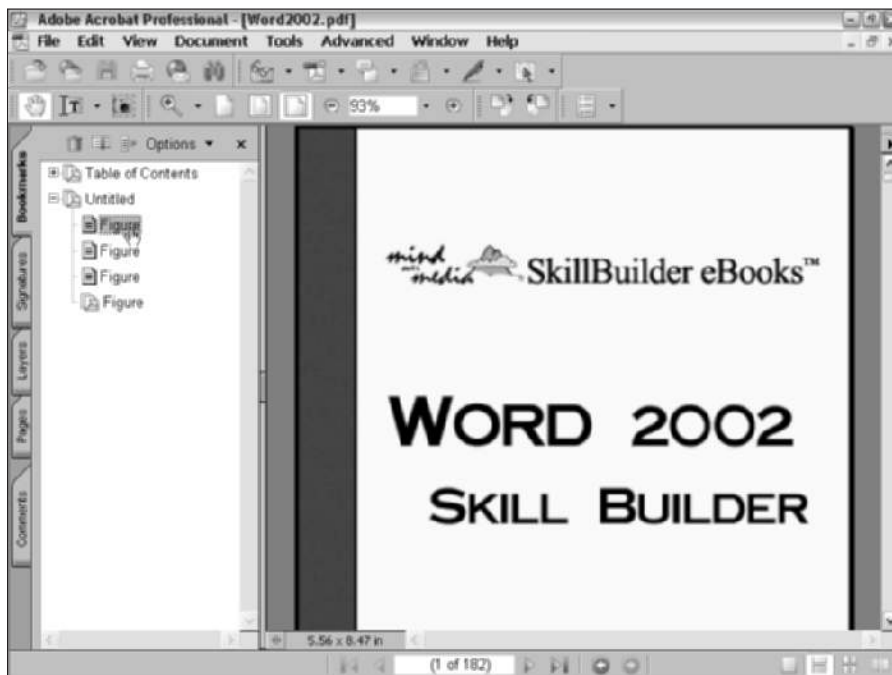 Adobe Acrobat Professional - [Word2002.pdf]
File Edit View Document Tools Advanced Window Help
93%
Options
Bookmarks
Signatures
Layers
Pages
Comments
Table of Contents
Untitled
Figure
Figure
Figure
Figure
mind
media
SkillBuilder eBooks™
WORD 2002
SKILL BUILDER
5.56 x 8.47 in
(1 of 182)